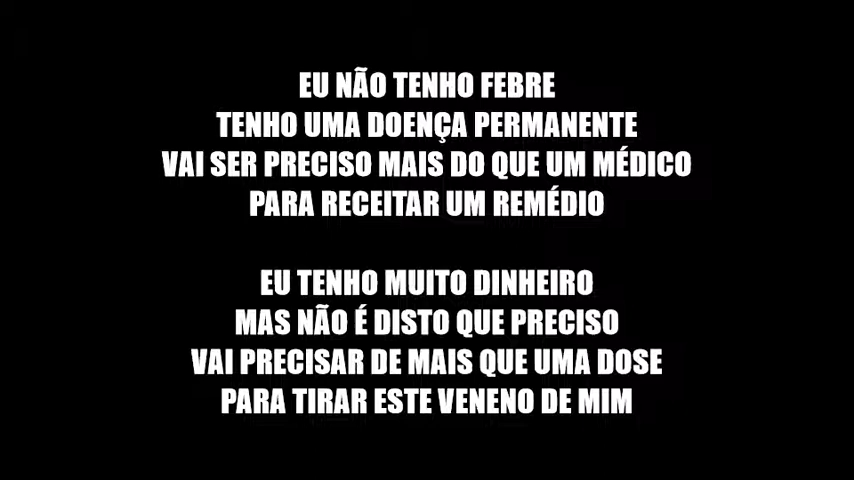 EU NÃO TENHO FEBRE
TENHO UMA DOENÇA PERMANENTE
VAI SER PRECISO MAIS DO QUE UM MÉDICO
PARA RECEITAR UM REMÉDIO
EU TENHO MUITO DINHEIRO
MAS NÃO É DISTO QUE PRECISO
VAI PRECISAR DE MAIS QUE UMA DOSE
PARA TIRAR ESTE VENENO DE MIM